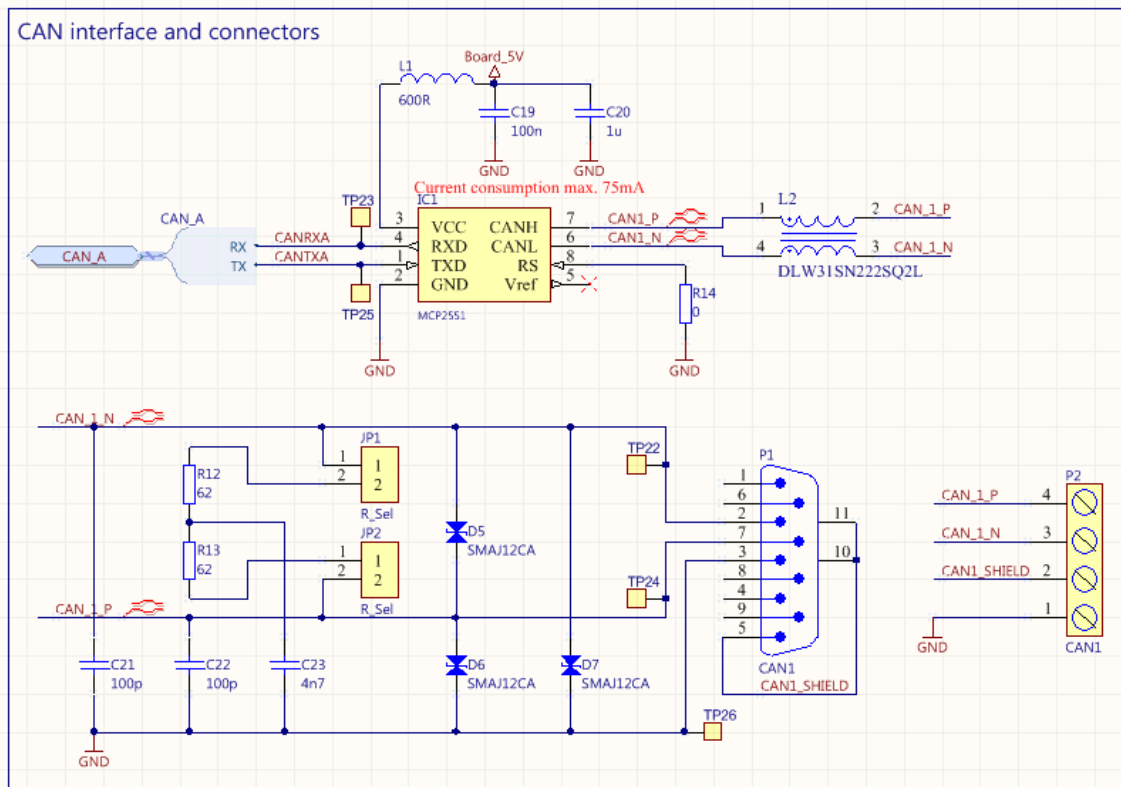 CAN interface and connectors
Board_5V
L1
600R
C19
100n
C20
1u
GND
GND
Current consumption max. 75mA
TP23
IC1
CAN_A
CAN_A
RX
TX
CANRXA
CANTXA
TP25
3
4
1
2
VCC
RXD
TXD
GND
CANH
CANL
RS
Vref
7
6
8
5
MCP2551
CAN1_P
CAN1_N
L2
1
2
4
3
CAN_1_P
CAN_1_N
DLW31SN222SQ2L
R14
0
GND
GND
CAN_1_N
R12
62
R13
62
JP1
1
2
1
2
R_Sel
JP2
1
2
1
2
R_Sel
CAN_1_P
C21
100p
C22
100p
C23
4n7
D5
SMAJ12CA
D6
SMAJ12CA
D7
SMAJ12CA
TP22
TP24
TP26
GND
P1
1
6
2
7
3
8
4
9
5
11
10
CAN1
CAN1_SHIELD
P2
CAN_1_P
4
CAN_1_N
3
CAN1_SHIELD
2
1
GND
CAN1